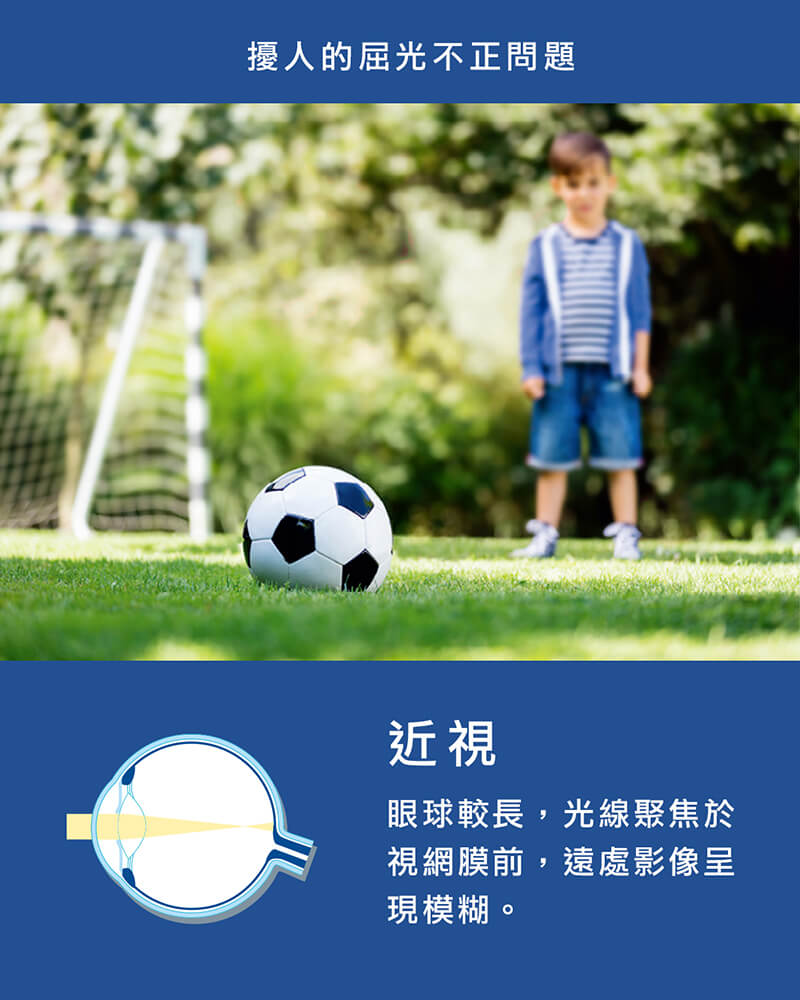 擾人的屈光不正問題
近視
眼球較長，光線聚焦於
視網膜前，遠處影像呈
現模糊。